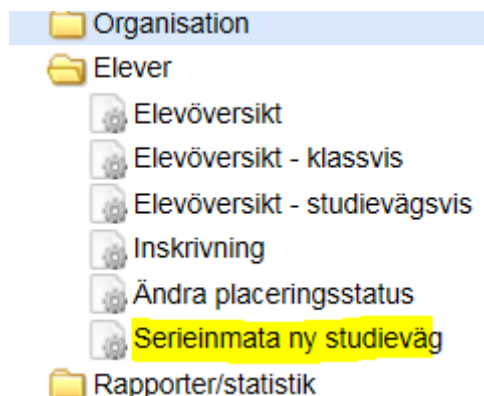 Organisation
Elever
Elevöversikt
Elevöversikt - klassvis
Elevöversikt - studievägsvis
Inskrivning
Ändra placeringsstatus
Serieinmata ny studieväg
Rapporter/statistik